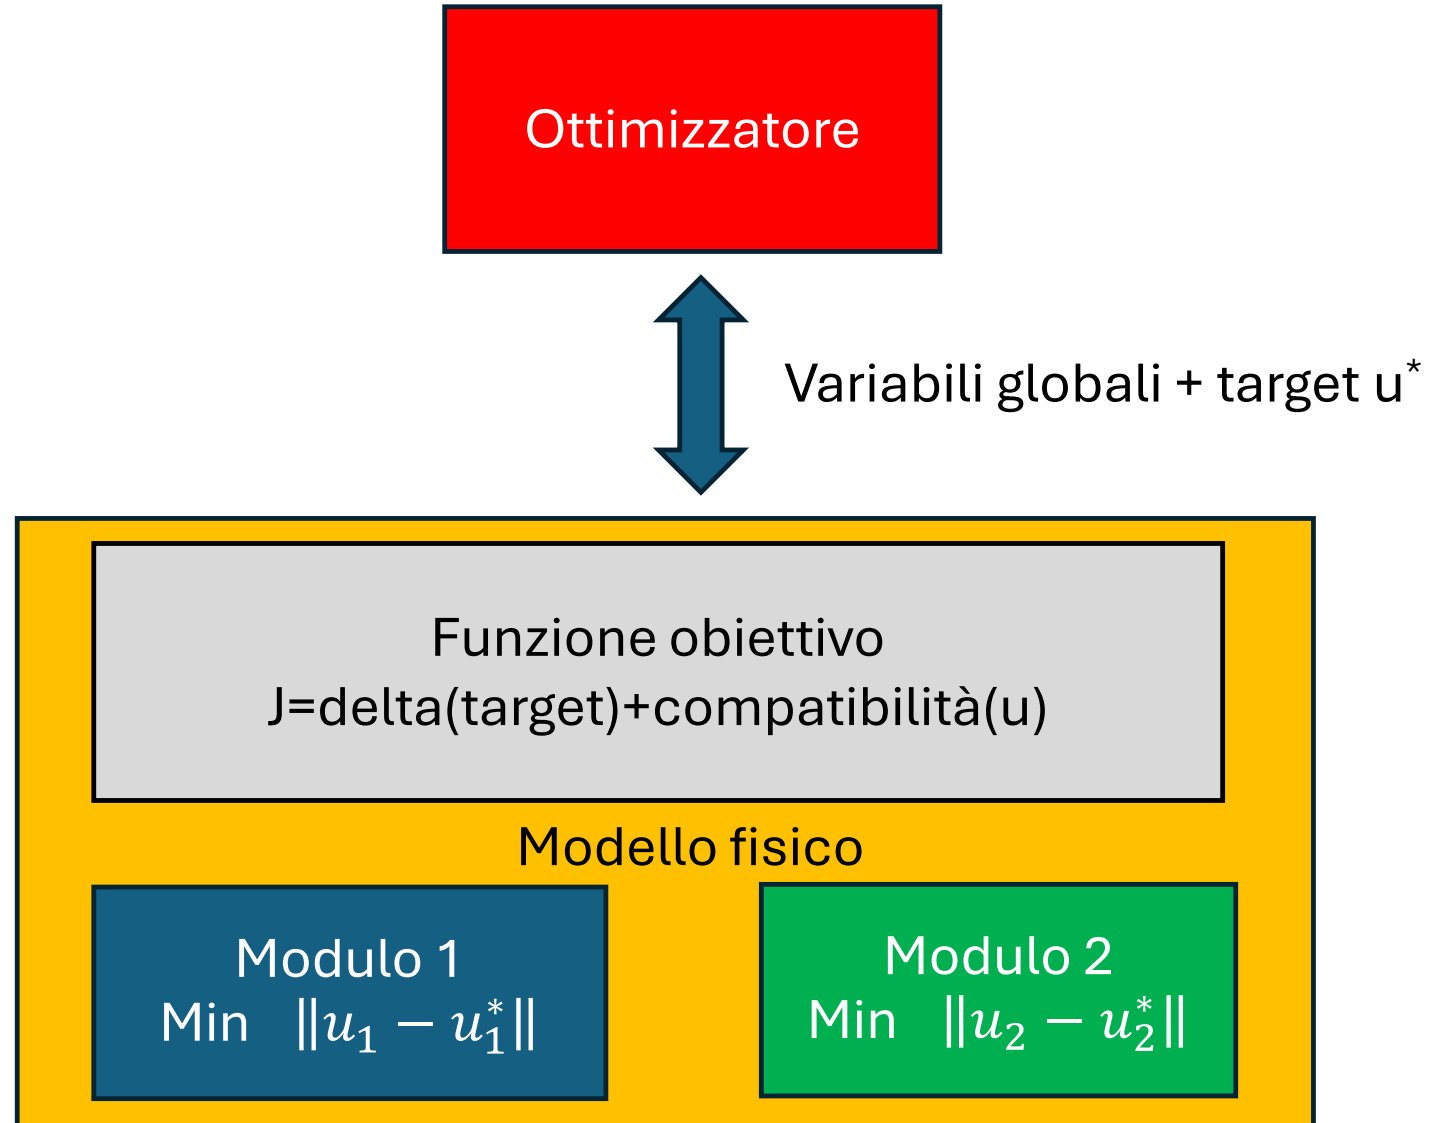 Ottimizzatore
Variabili globali + target u*
Funzione obiettivo
J=delta(target)+compatibilità(u)
Modello fisico
Modulo 1
Min ‖𝑢₁ − 𝑢₁*‖
Modulo 2
Min ‖𝑢₂ − 𝑢₂*‖